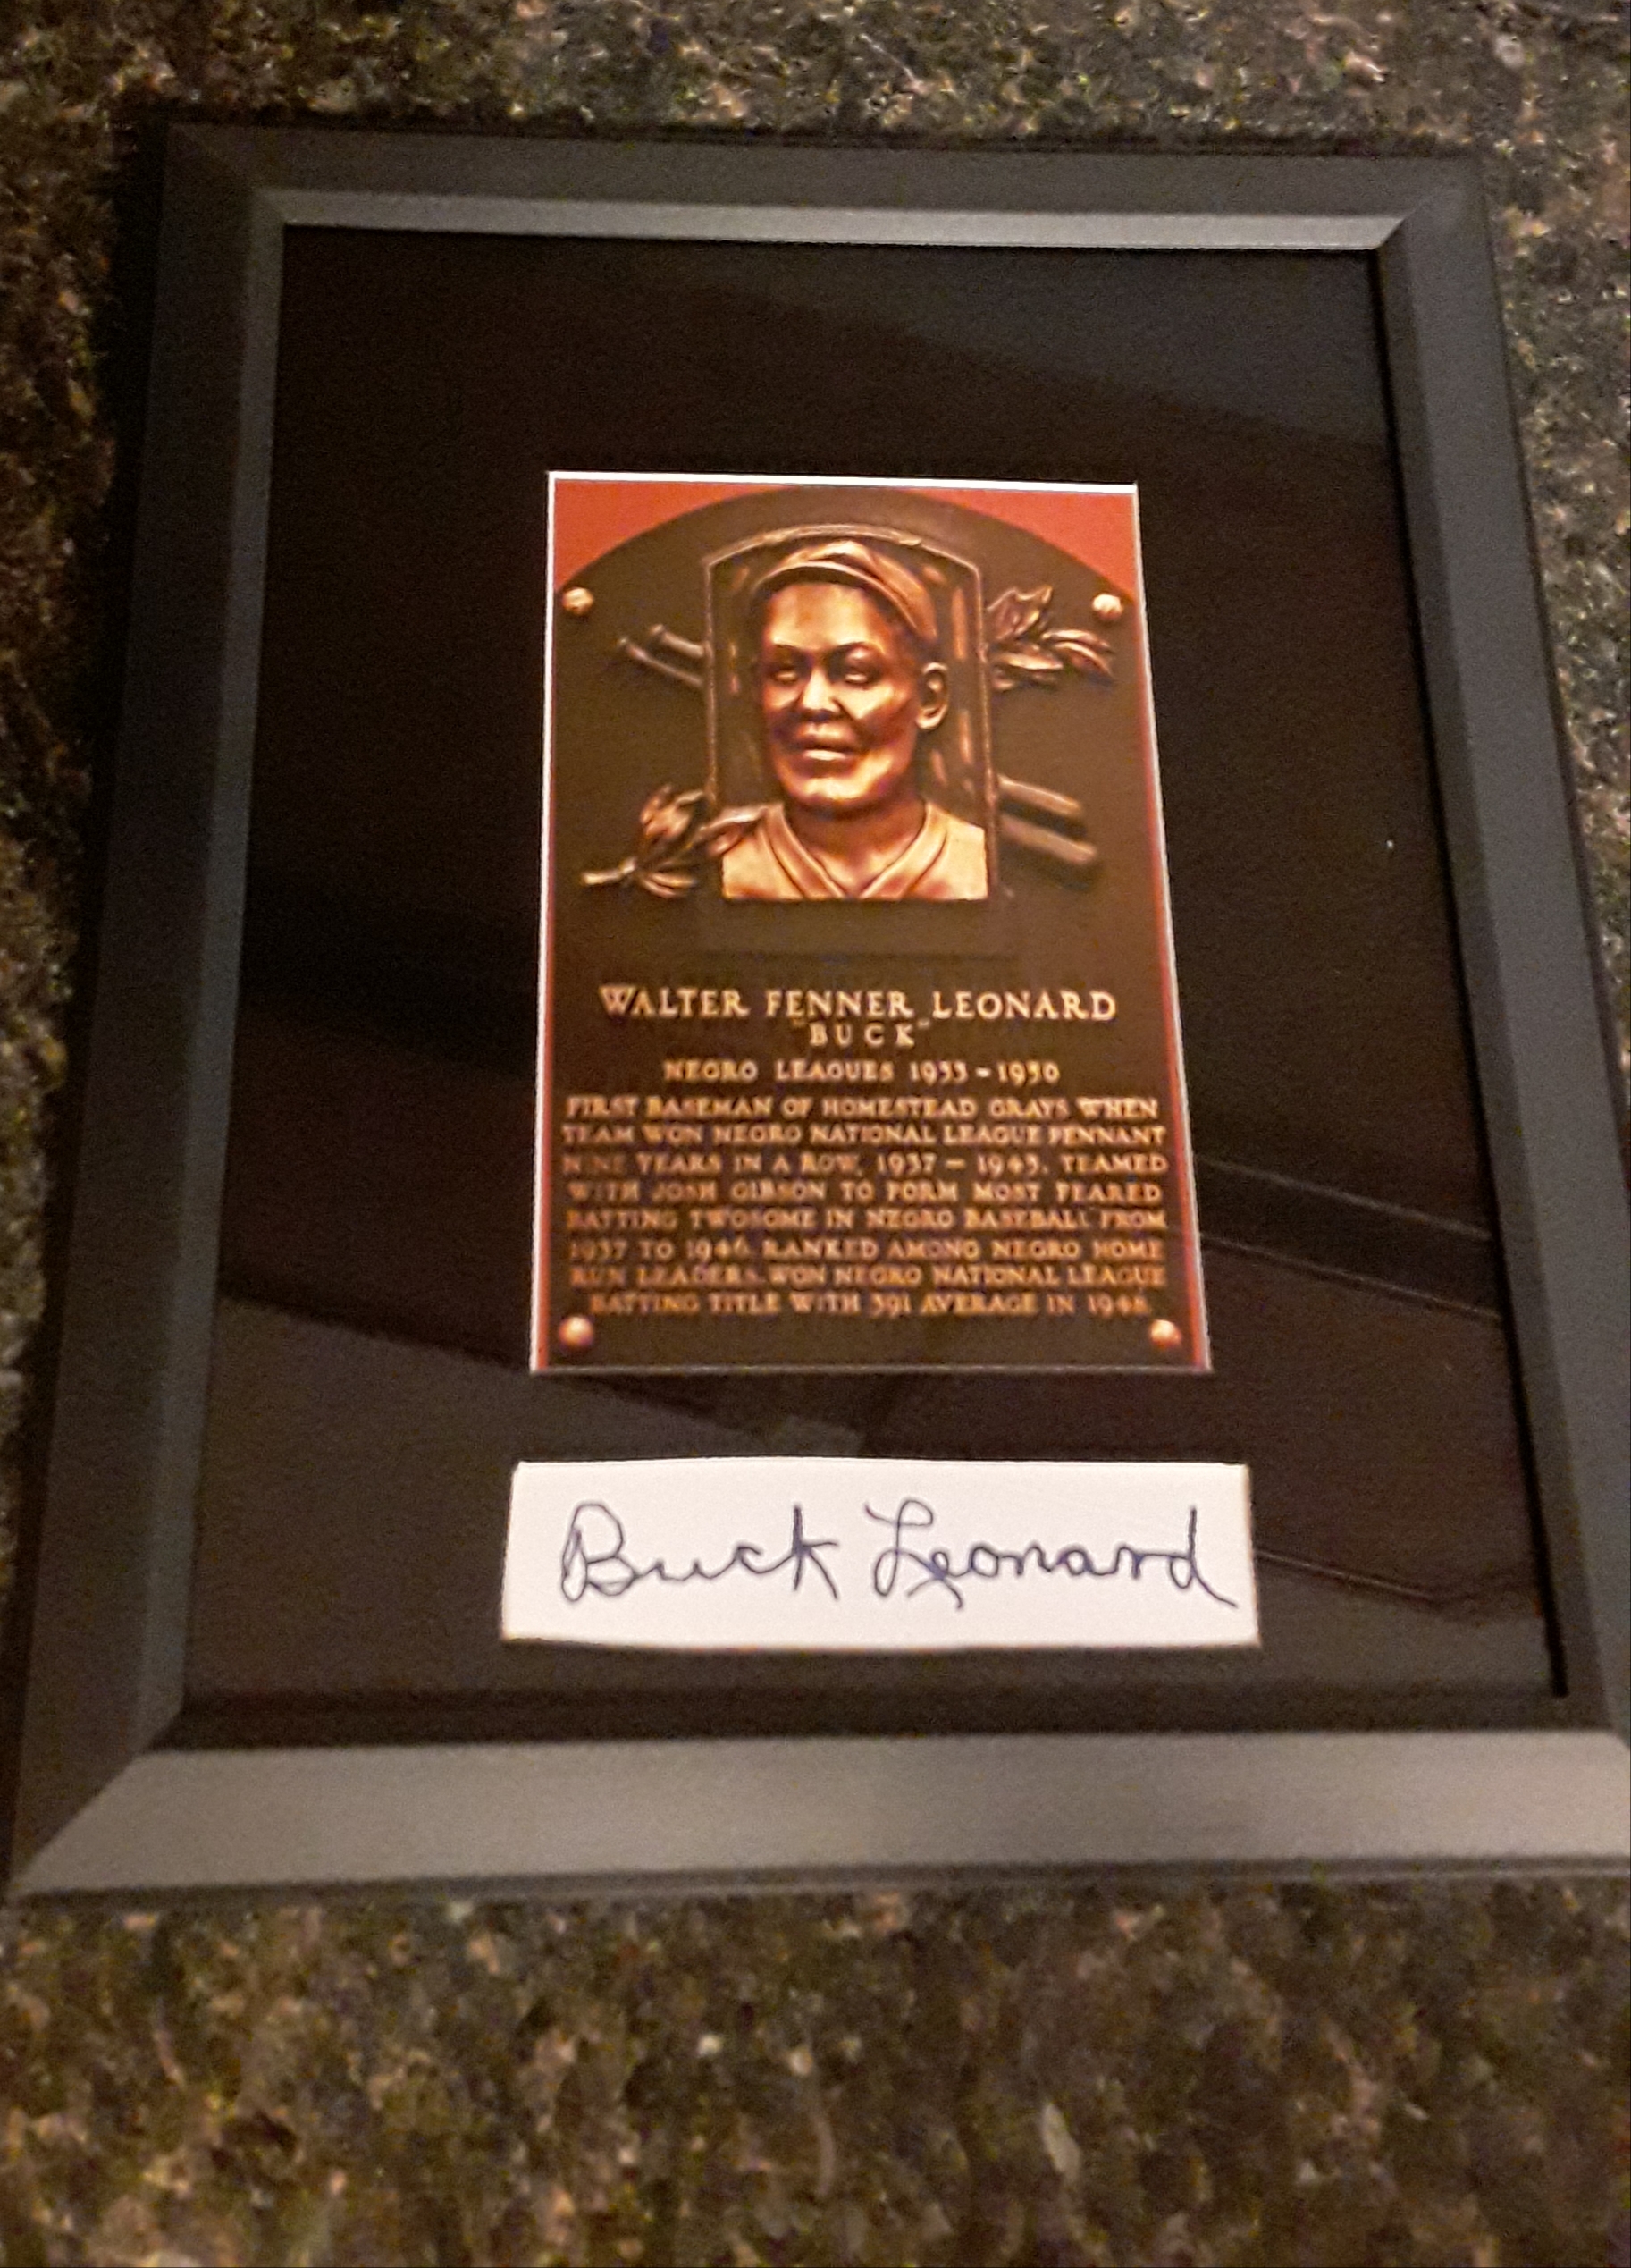 WALTER FENNER LEONARD
"BUCK"
NEGRO LEAGUES 1933-1950
FIRST BASEMAN OF HOMESTEAD GRAYS WHEN
TEAM WON NEGRO NATIONAL LEAGUE PENNANT
NINE YEARS IN A ROW, 1937-1945. TEAMED
WITH JOSH GIBSON TO FORM MOST FEARED
BATTING TWOSOME IN NEGRO BASEBALL FROM
1937 TO 1946. RANKED AMONG NEGRO HOME
RUN LEADERS. WON NEGRO NATIONAL LEAGUE
BATTING TITLE WITH .391 AVERAGE IN 1948.
Buck Leonard